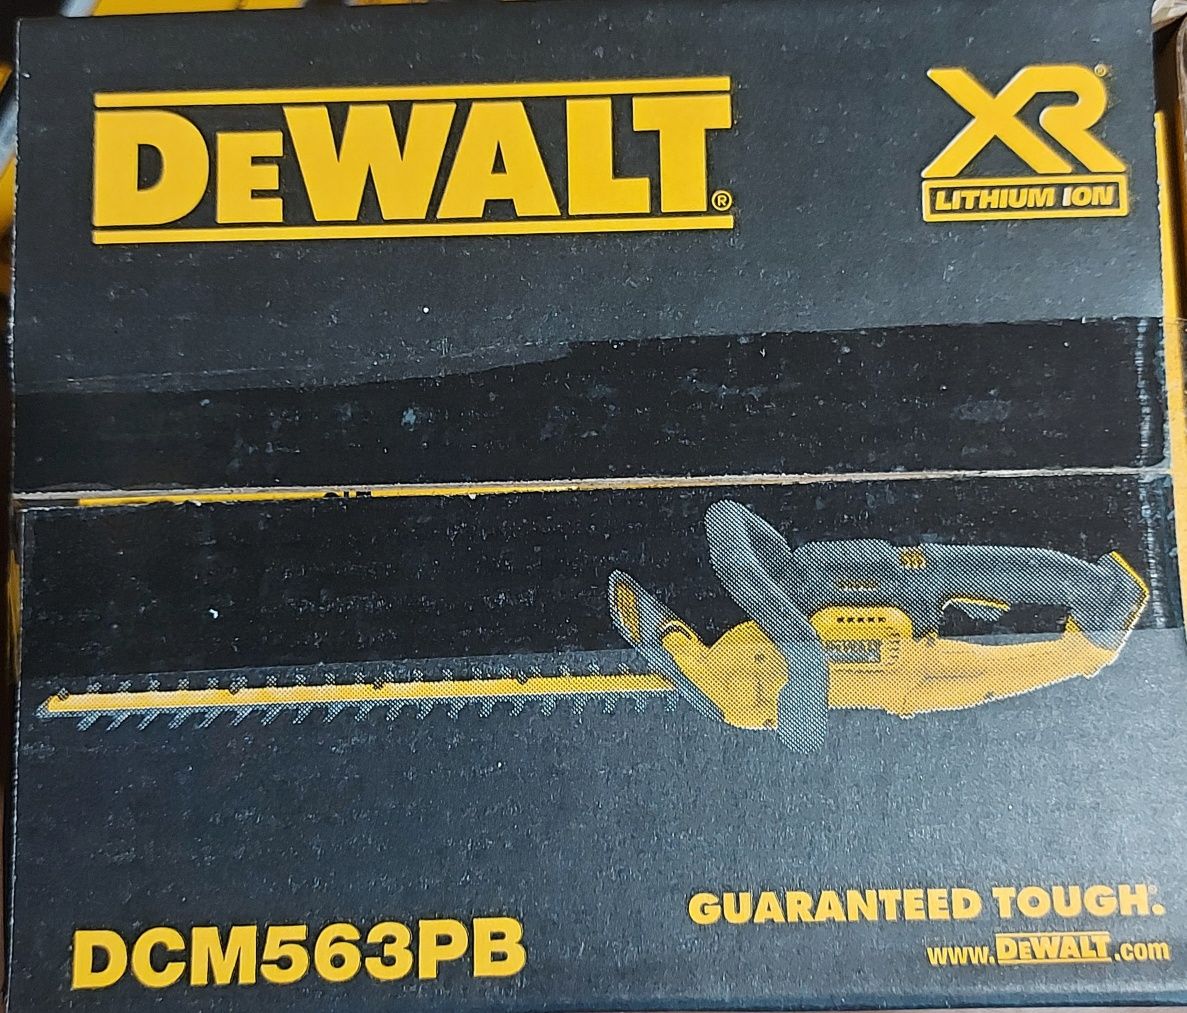 DEWALT®
XR®
LITHIUM ION
GUARANTEED TOUGH.®
DCM563PB
www.DEWALT.com